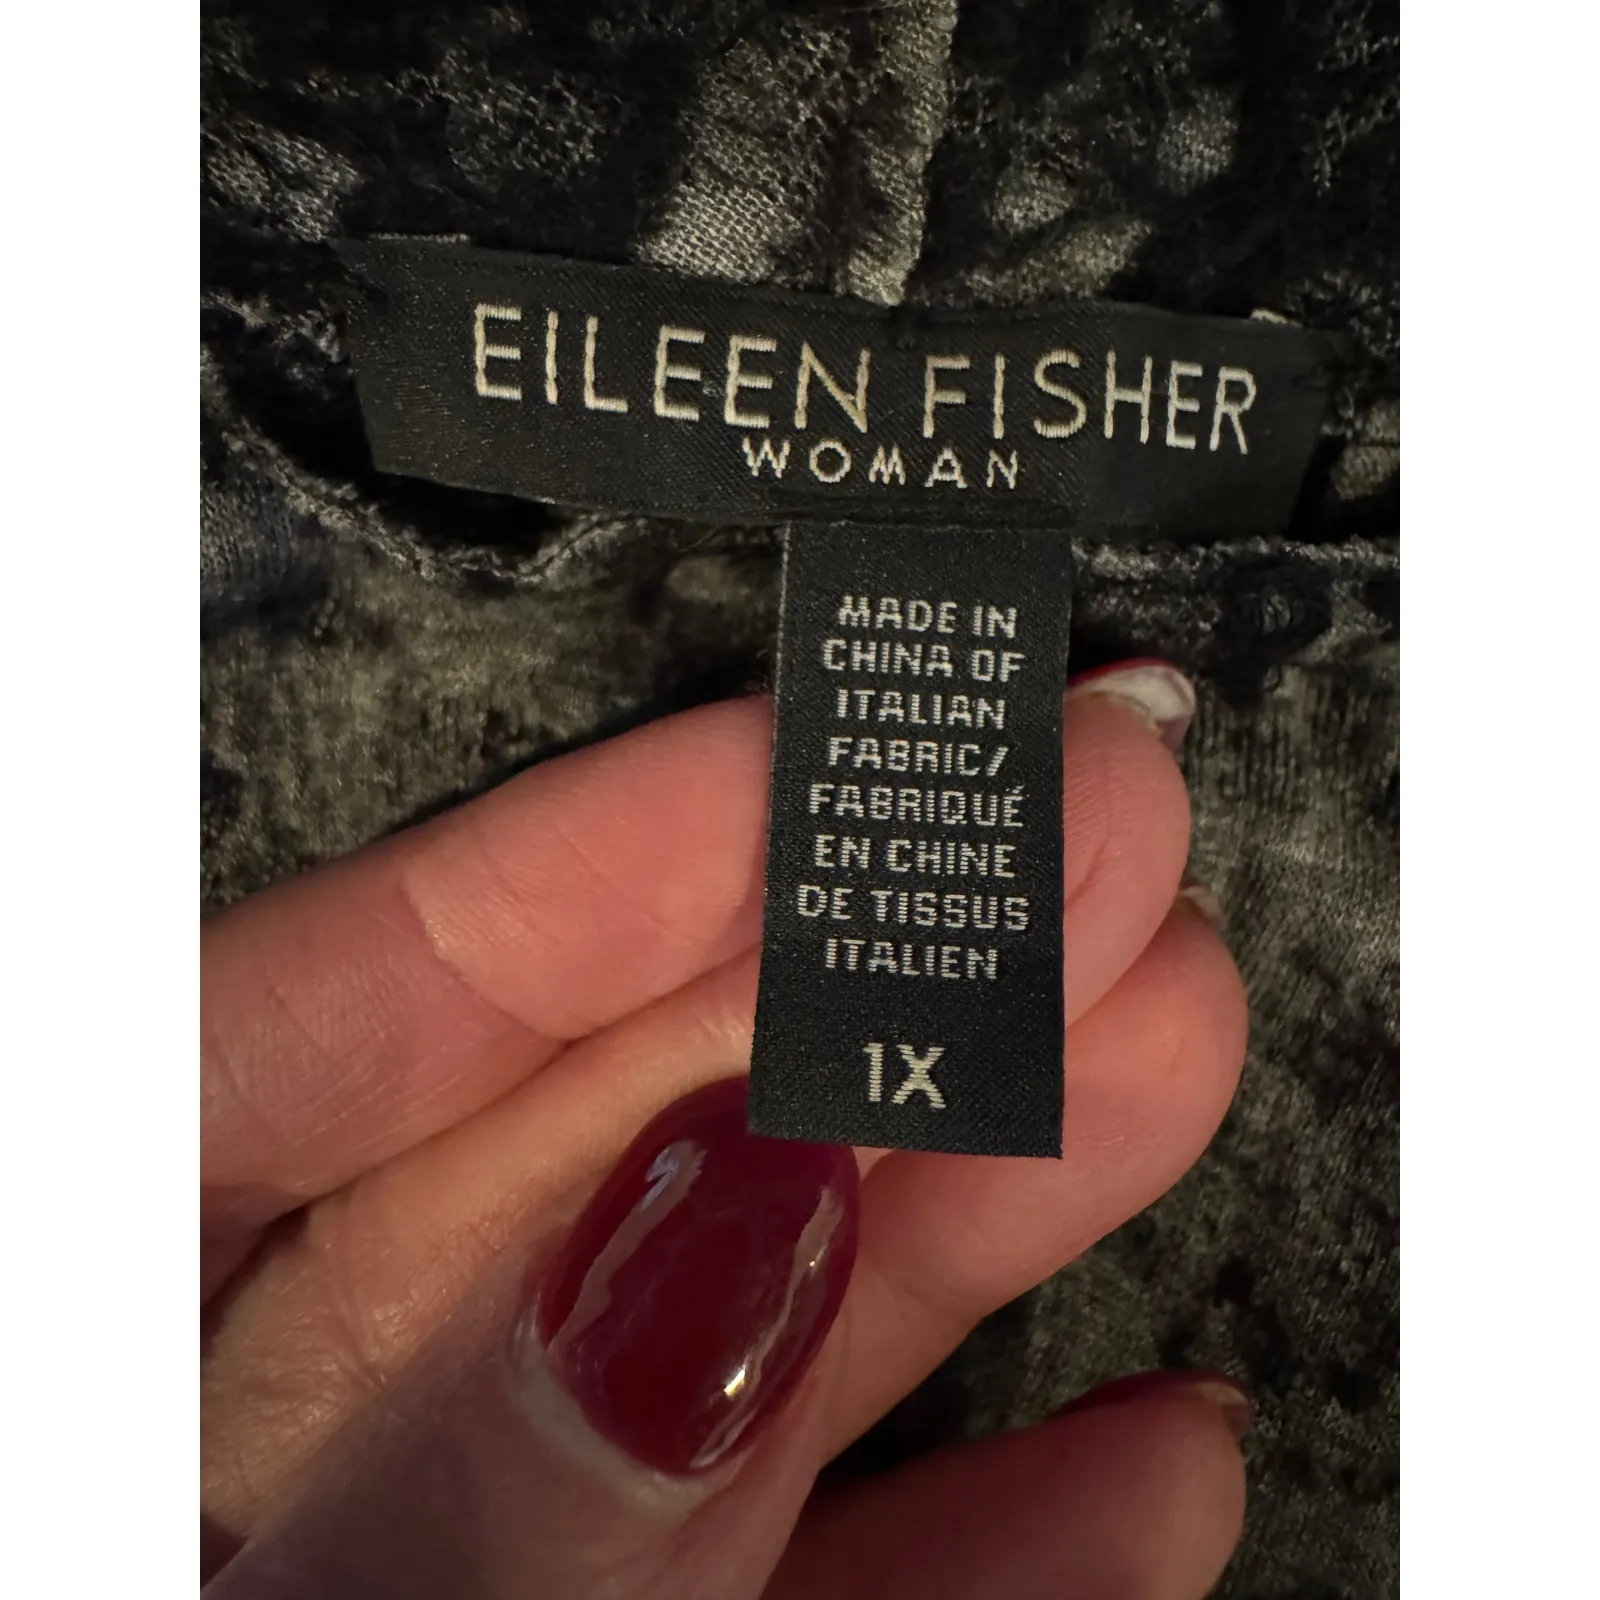 EILEEN FISHER
WOMAN
MADE IN
CHINA OF
ITALIAN
FABRIC/
FABRIQUÉ
EN CHINE
DE TISSUS
ITALIEN
1X